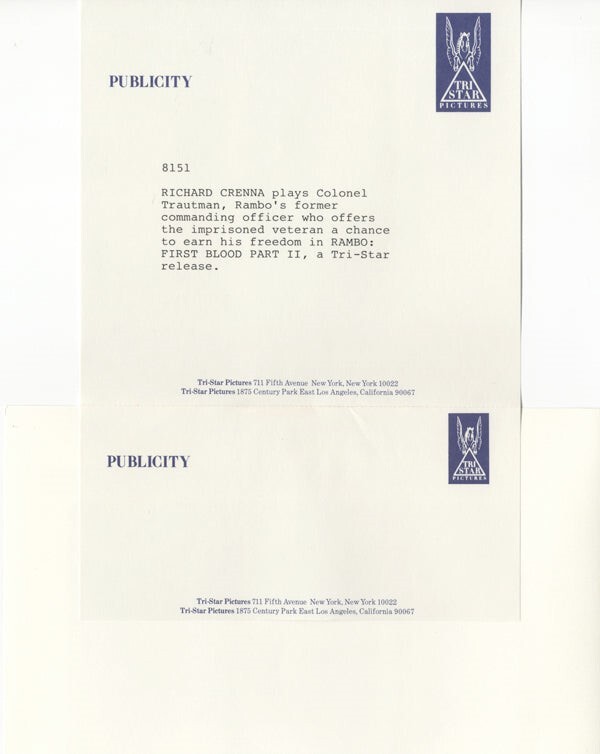 PUBLICITY
TRI
STAR
PICTURES
8151
RICHARD CRENNA plays Colonel
Trautman, Rambo's former
commanding officer who offers
the imprisoned veteran a chance
to earn his freedom in RAMBO:
FIRST BLOOD PART II, a Tri-Star
release.
Tri-Star Pictures 711 Fifth Avenue New York, New York 10022
Tri-Star Pictures 1875 Century Park East Los Angeles, California 90067
PUBLICITY
TRI
STAR
PICTURES
Tri-Star Pictures 711 Fifth Avenue New York, New York 10022
Tri-Star Pictures 1875 Century Park East Los Angeles, California 90067